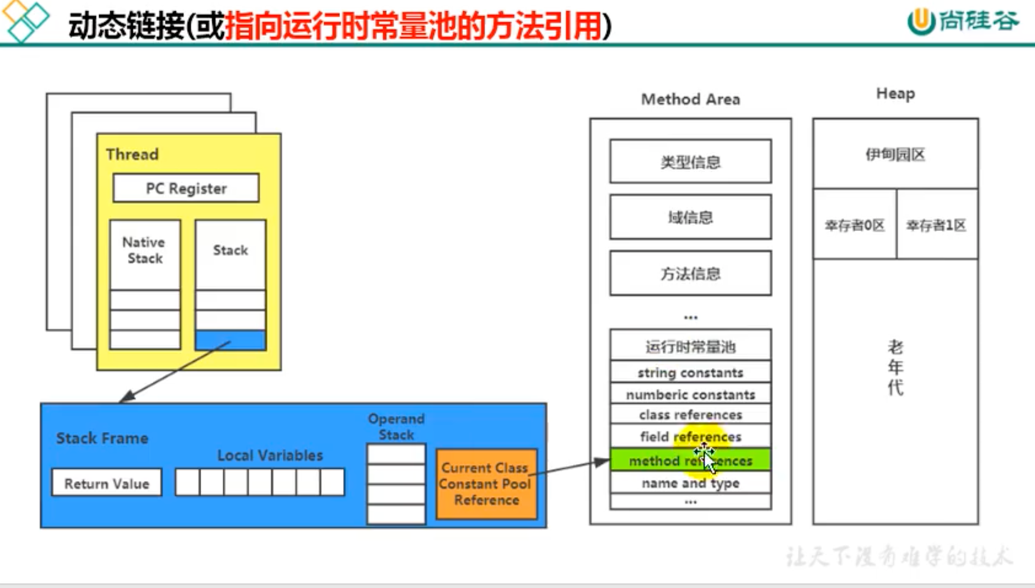 动态链接(或指向运行时常量池的方法引用)
尚硅谷
Thread
PC Register
Native
Stack
Stack
Stack Frame
Return Value
Local Variables
Operand
Stack
Current Class
Constant Pool
Reference
Method Area
类型信息
域信息
方法信息
...
运行时常量池
string constants
numberic constants
class references
field references
method references
name and type
...
Heap
伊甸园区
幸存者0区
幸存者1区
老
年
代
让天下没有难学的技术